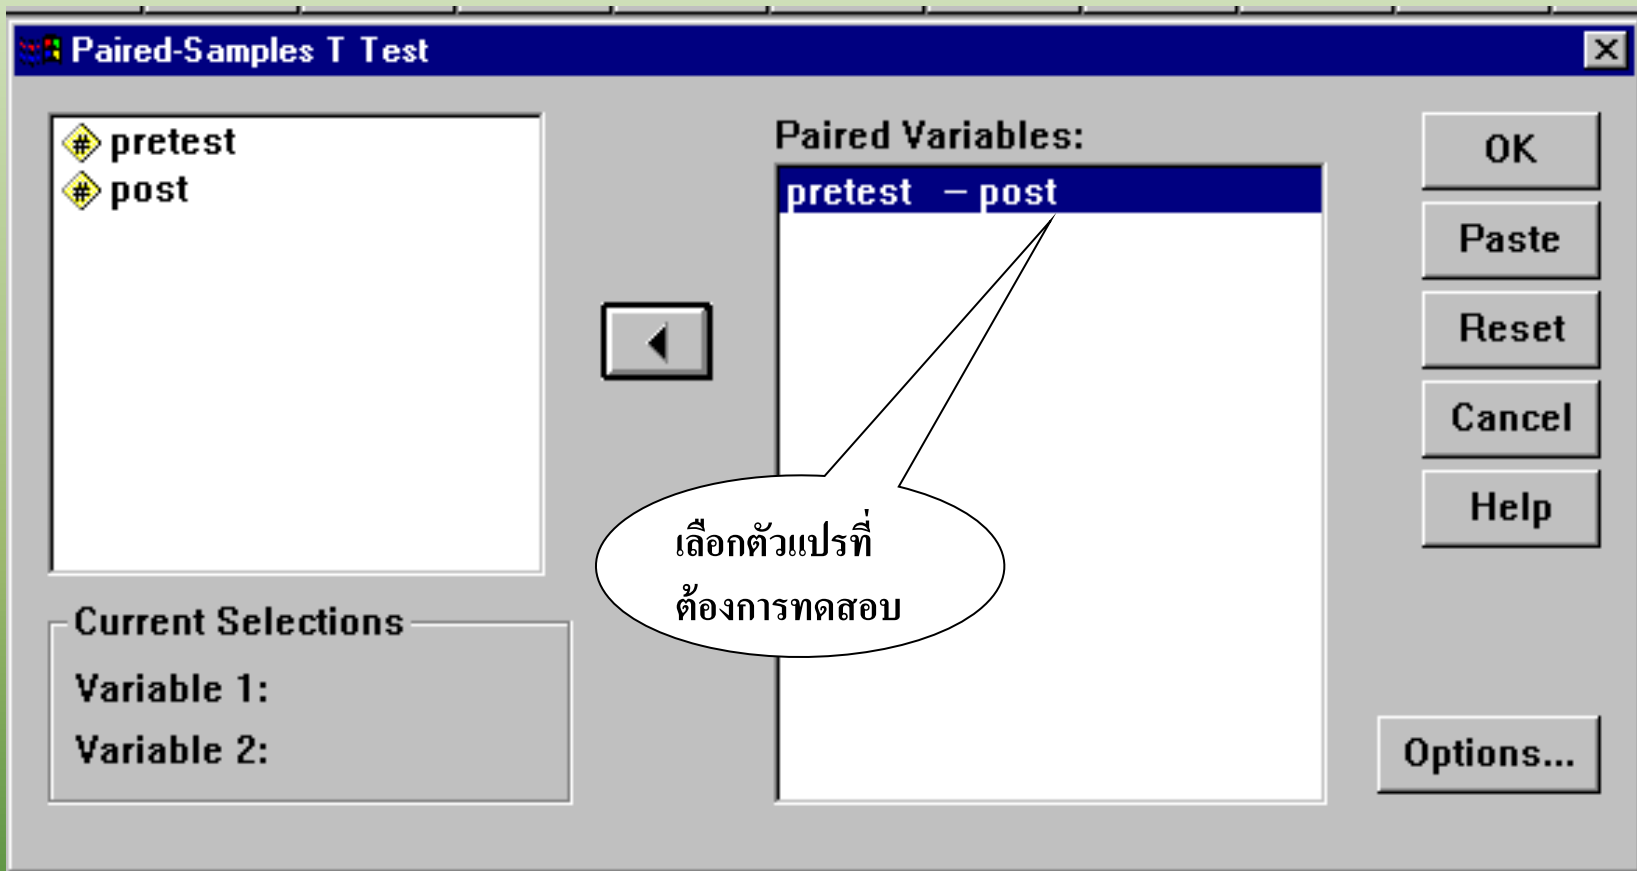 Paired-Samples T Test
pretest
post
Paired Variables:
pretest – post
OK
Paste
Reset
Cancel
Help
เลือกตัวแปรที่
ต้องการทดสอบ
Current Selections
Variable 1:
Variable 2:
Options...